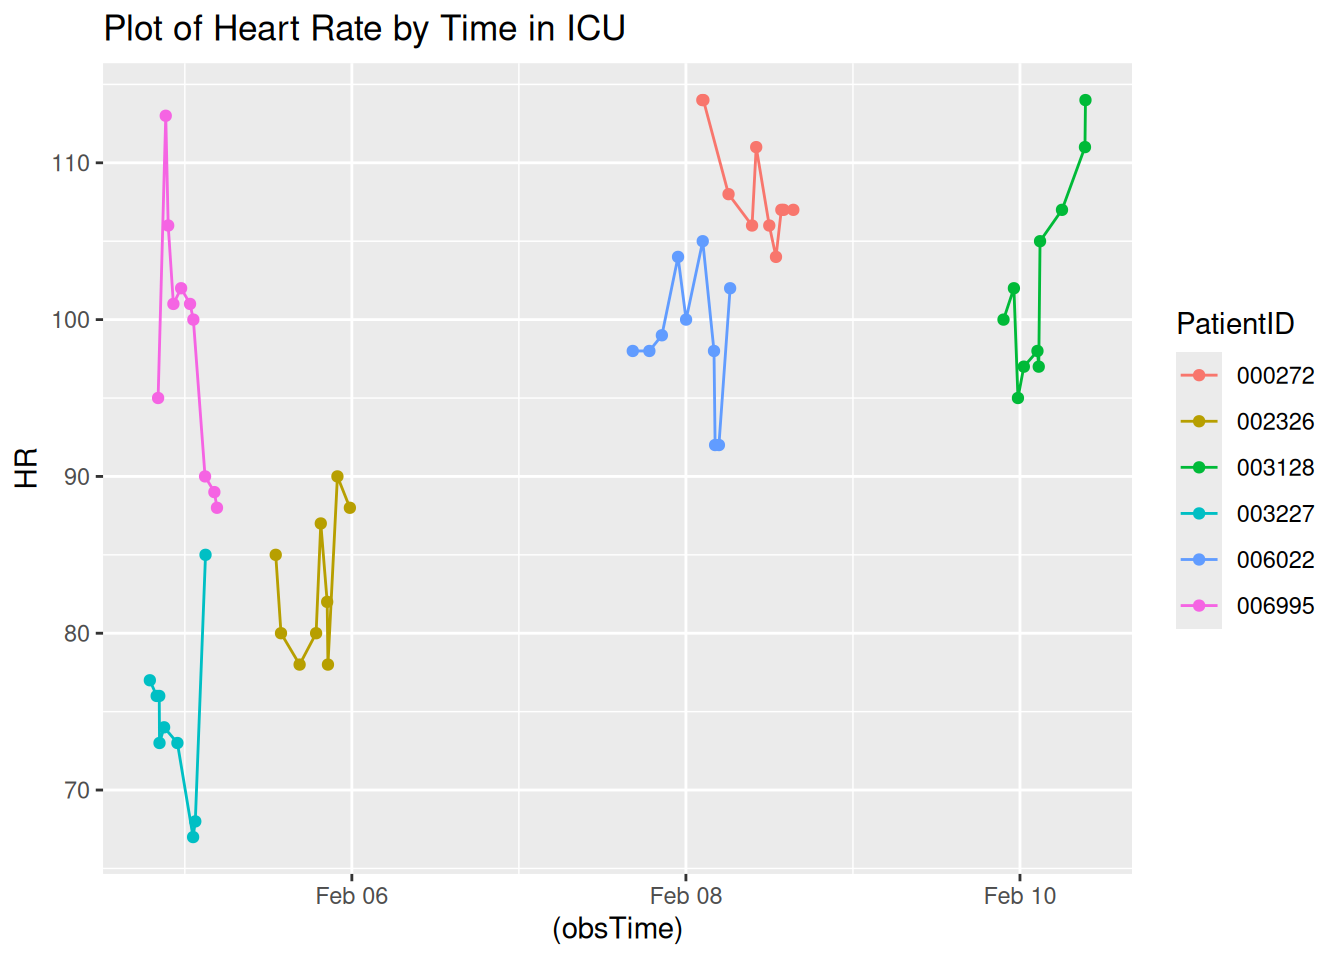 Plot of Heart Rate by Time in ICU
HR
110
100
90
80
70
Feb 06
Feb 08
Feb 10
(obsTime)
PatientID
000272
002326
003128
003227
006022
006995